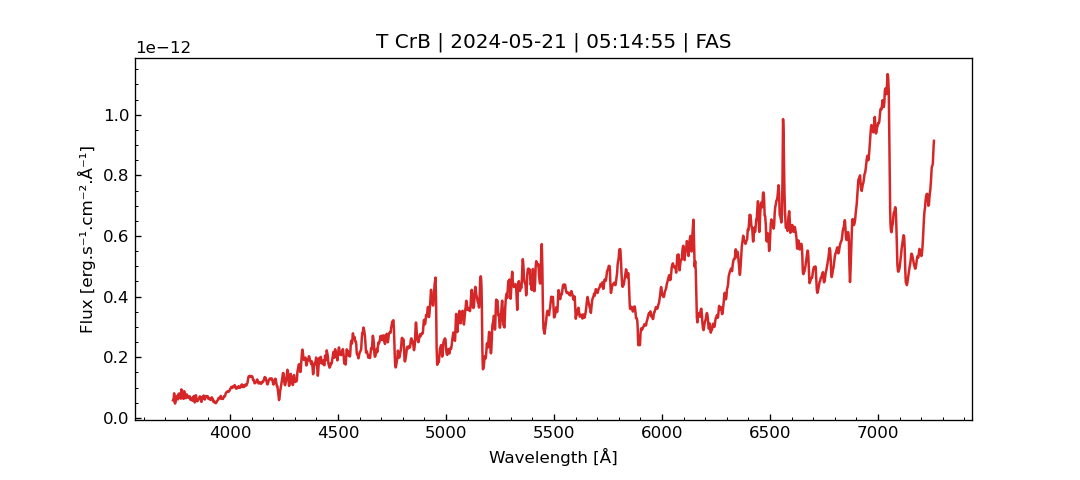 T CrB | 2024-05-21 | 05:14:55 | FAS
1e−12
1.0
0.8
0.6
0.4
0.2
0.0
Flux [erg.s⁻¹.cm⁻².Å⁻¹]
4000 4500 5000 5500 6000 6500 7000
Wavelength [Å]